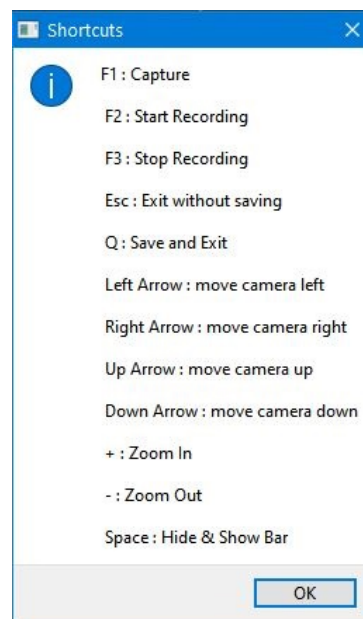 Shortcuts
F1 : Capture
F2 : Start Recording
F3 : Stop Recording
Esc : Exit without saving
Q : Save and Exit
Left Arrow : move camera left
Right Arrow : move camera right
Up Arrow : move camera up
Down Arrow : move camera down
+ : Zoom In
- : Zoom Out
Space : Hide & Show Bar
OK